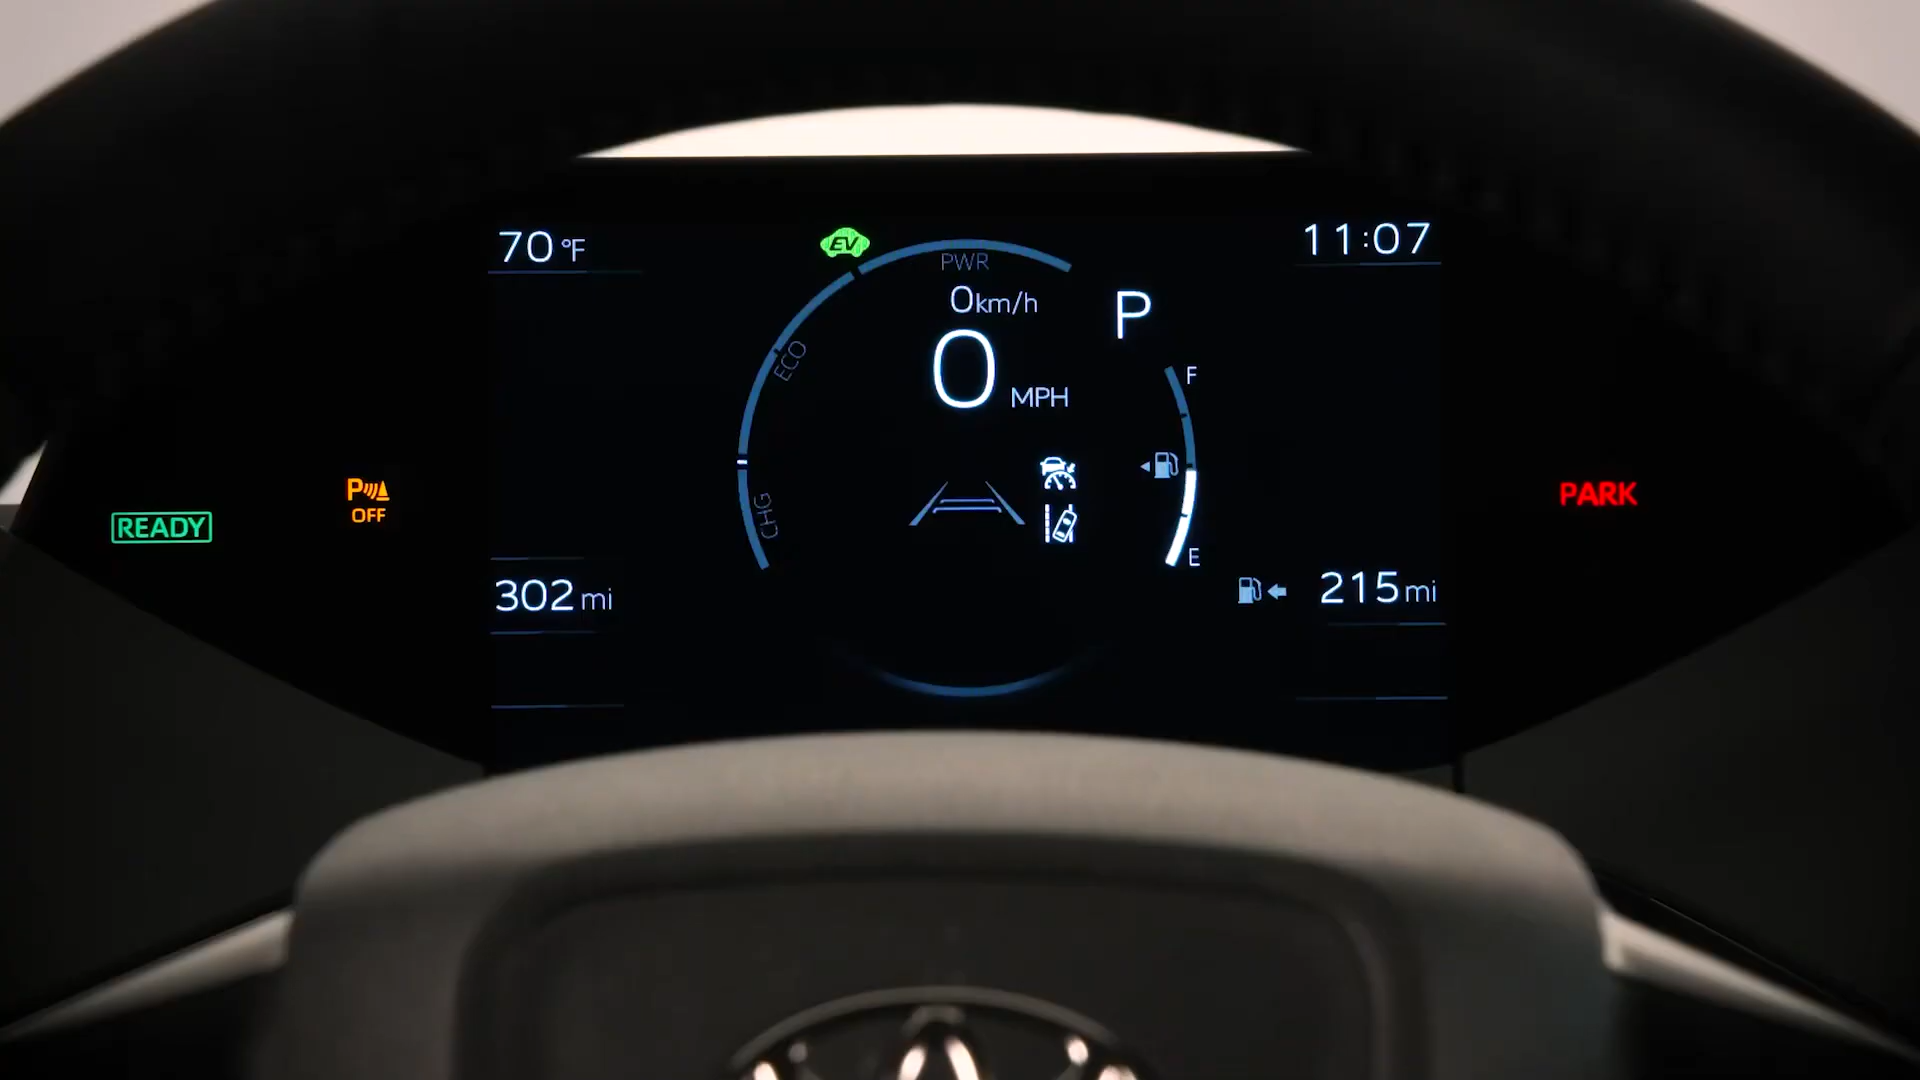 70 °F
EV
11:07
PWR
0km/h
P
ECO
0 MPH
F
CHG
P
OFF
READY
PARK
E
302 mi
215 mi